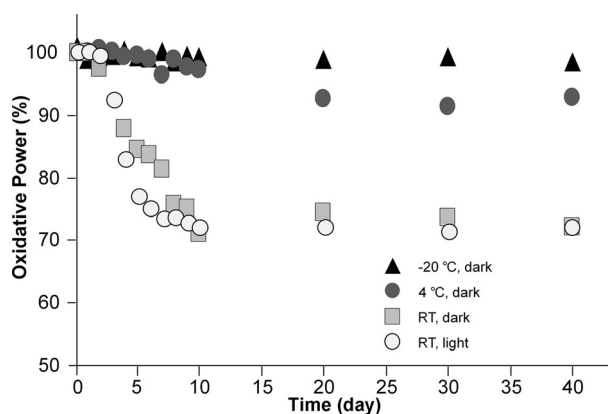 Oxidative Power (%)
100
90
80
70
60
50
-20 ℃, dark
4 ℃, dark
RT, dark
RT, light
0 5 10 15 20 25 30 35 40
Time (day)